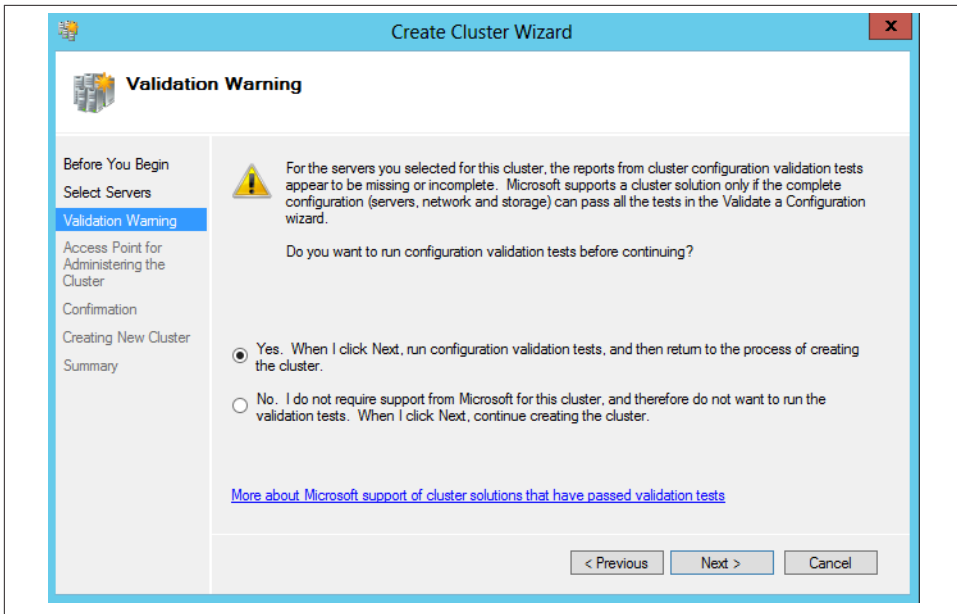 Create Cluster Wizard
x
Validation Warning
Before You Begin
Select Servers
Validation Warning
Access Point for
Administering the
Cluster
Confirmation
Creating New Cluster
Summary
For the servers you selected for this cluster, the reports from cluster configuration validation tests
appear to be missing or incomplete.  Microsoft supports a cluster solution only if the complete
configuration (servers, network and storage) can pass all the tests in the Validate a Configuration
wizard.
Do you want to run configuration validation tests before continuing?
Yes.  When I click Next, run configuration validation tests, and then return to the process of creating
the cluster.
No.  I do not require support from Microsoft for this cluster, and therefore do not want to run the
validation tests.  When I click Next, continue creating the cluster.
More about Microsoft support of cluster solutions that have passed validation tests
< Previous
Next >
Cancel